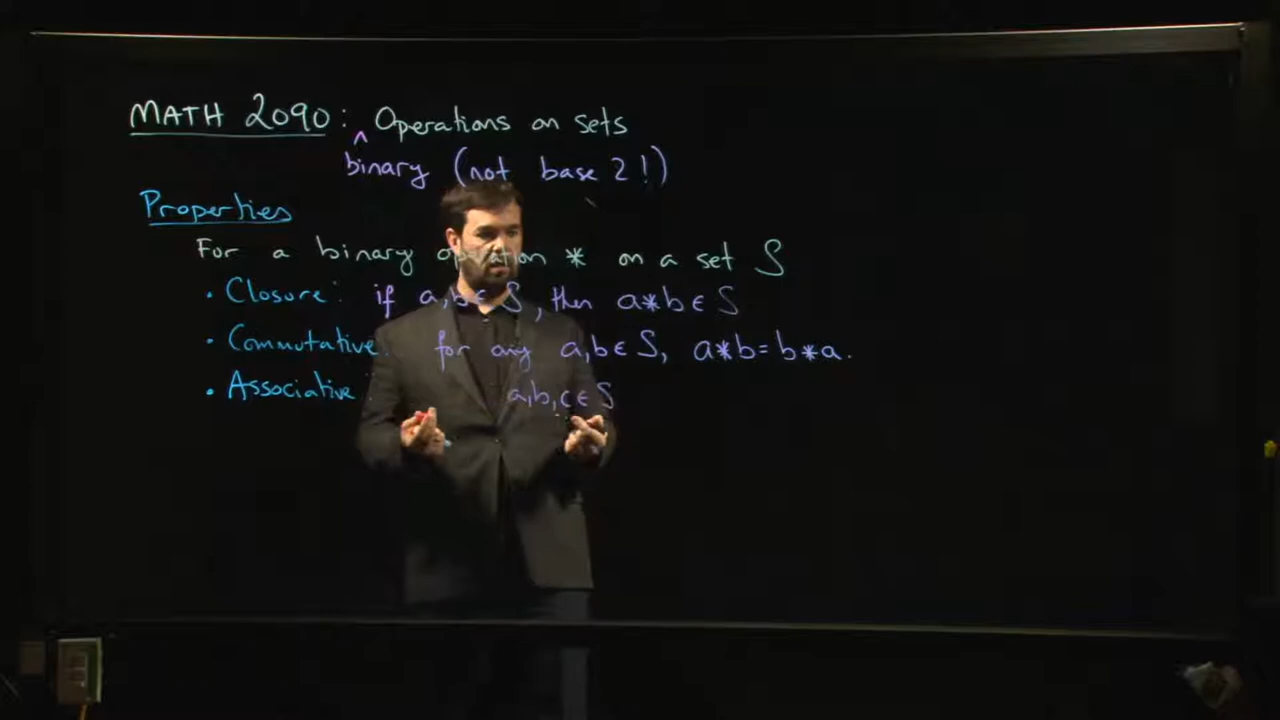 MATH 2090: Operations on sets
^
binary (not base 2!)
Properties
For a binary operation * on a set S
• Closure: if a,b ∈ S, then a*b ∈ S
• Commutative: for any a,b ∈ S, a*b = b*a.
• Associative: a,b,c ∈ S